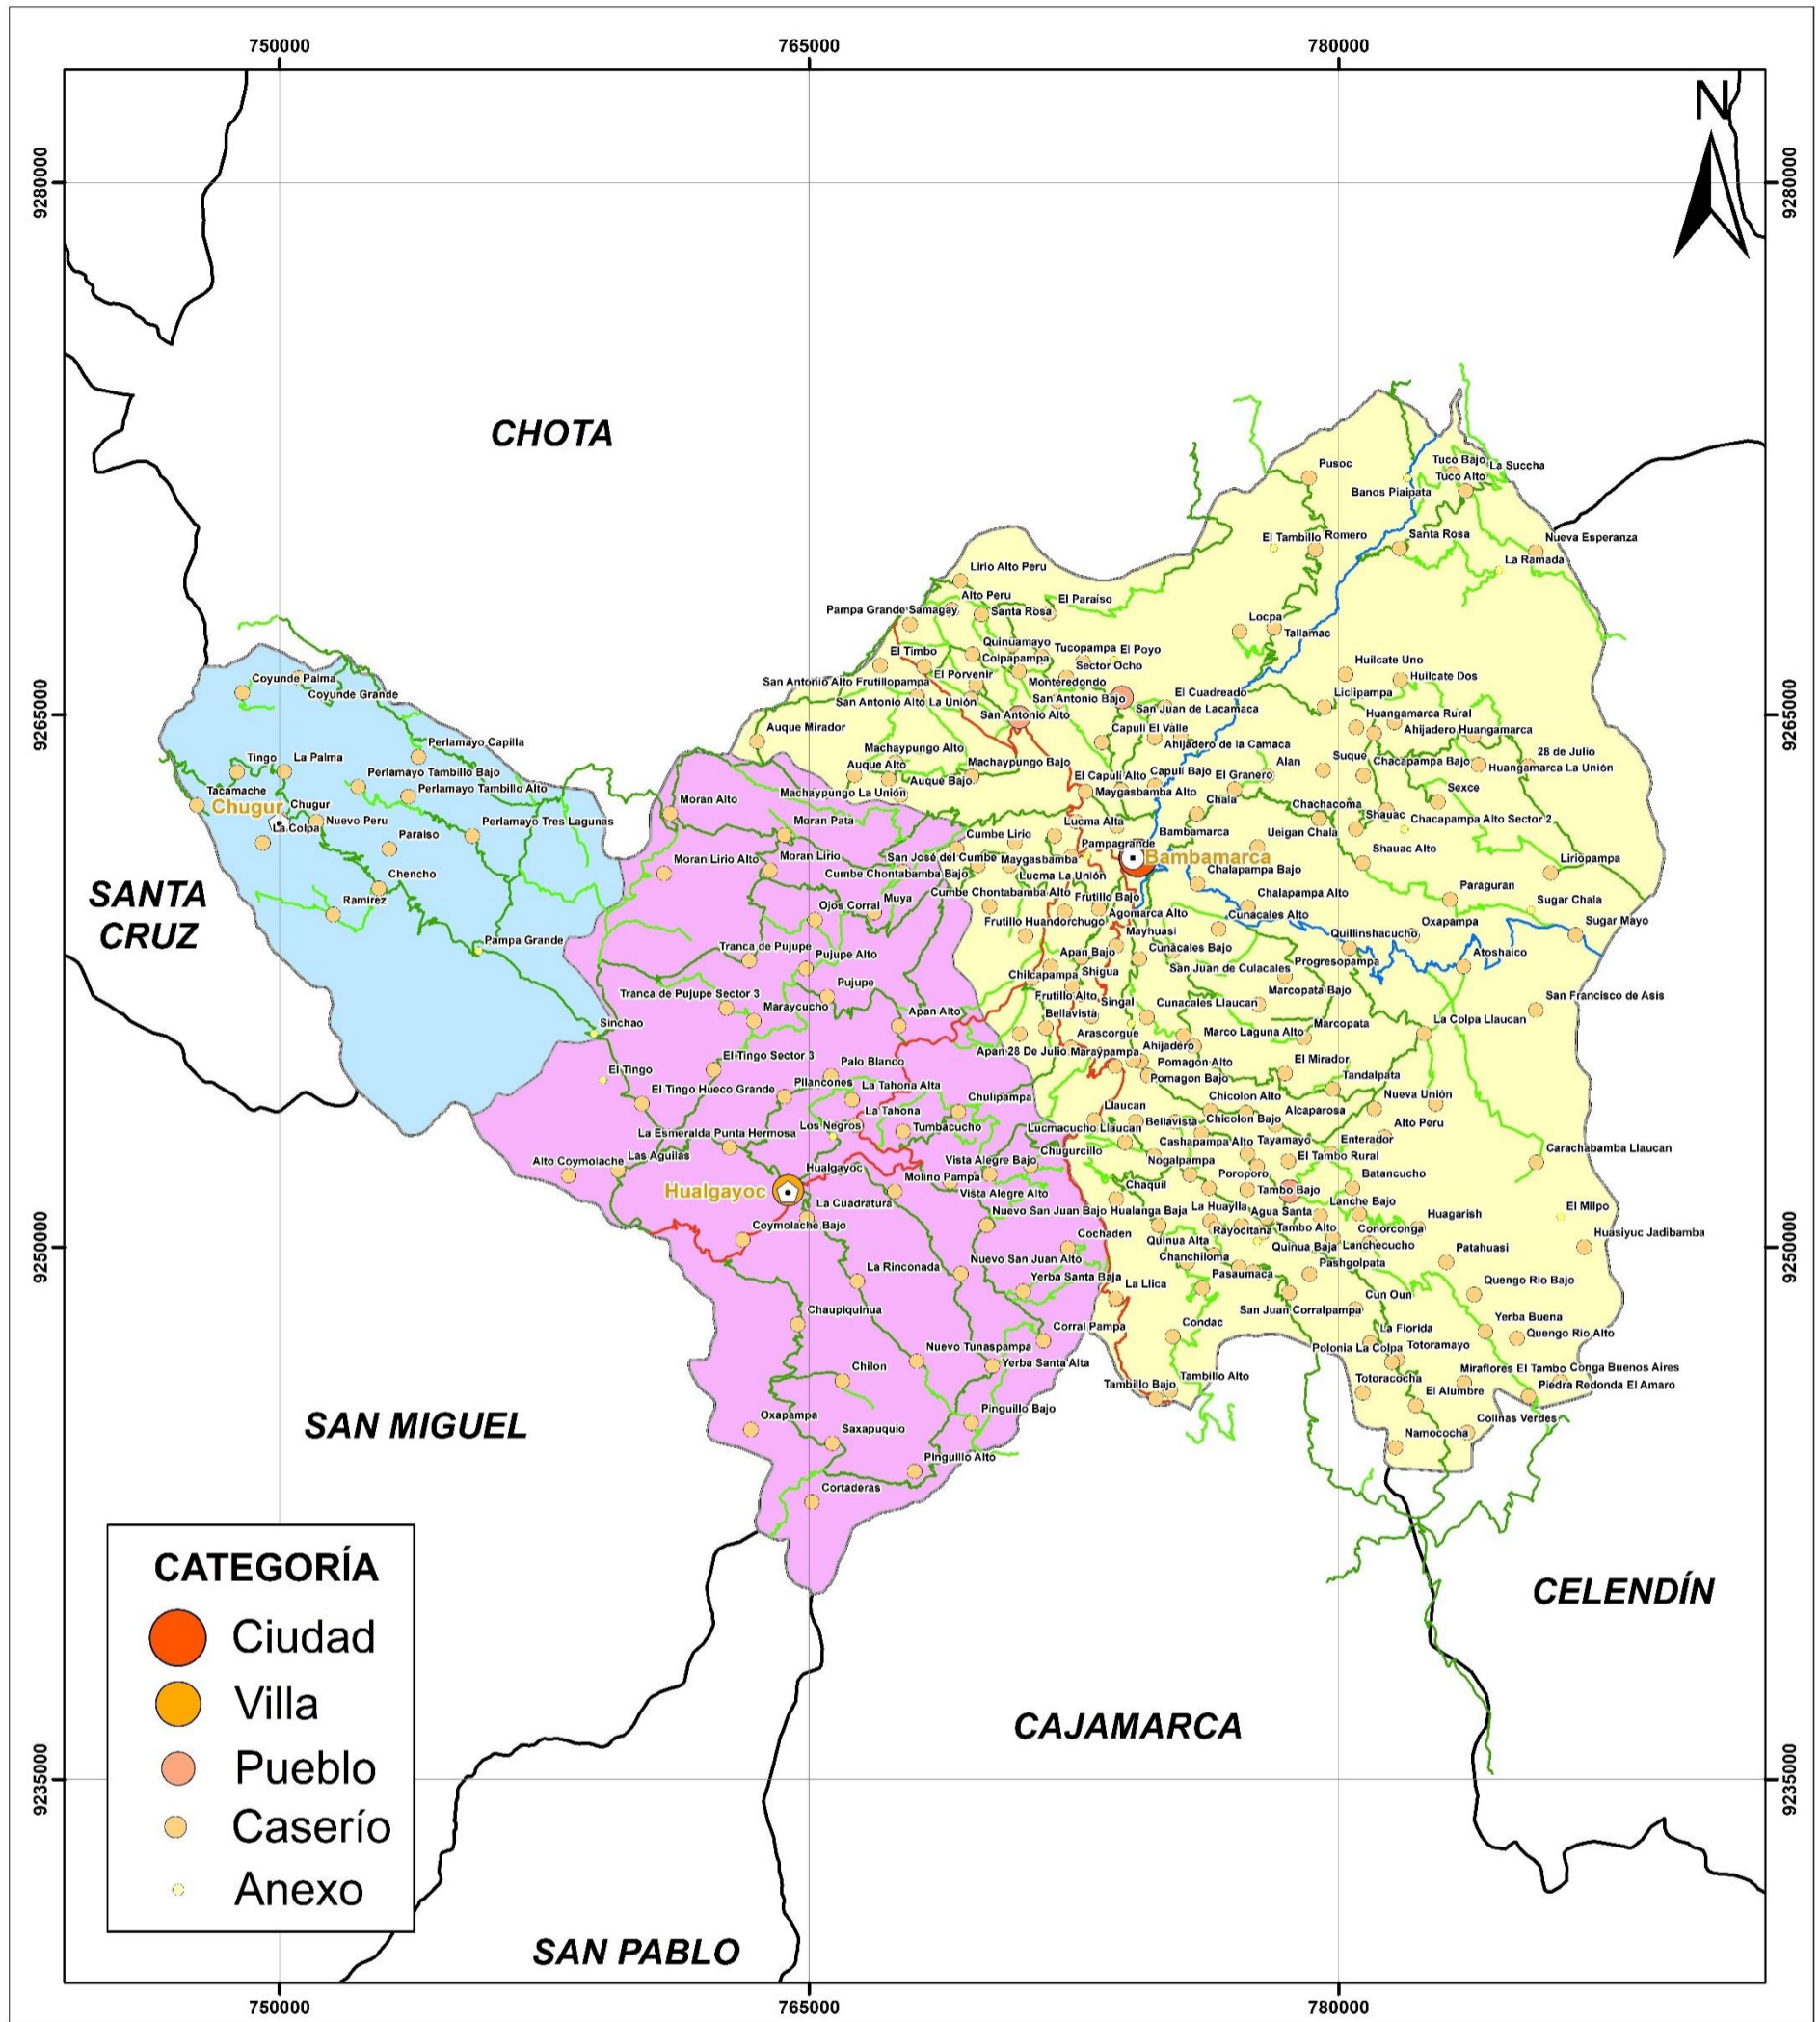 750000 765000 780000
N
9280000 9280000
CHOTA
Pusoc
Tuco Bajo
La Succha
Tuco Alto
Banos Piaipata
El Tambillo
Romero
Santa Rosa
Nueva Esperanza
La Ramada
Lirio Alto Peru
Alto Peru
El Paraíso
Pampa Grande Samagay
Santa Rosa
Locpa
Tallamac
Quinuamayo
Tucopampa
El Poyo
El Timbo
Colpapampa
Sector Ocho
Huilcate Uno
Huilcate Dos
Coyunde Palma
Coyunde Grande
El Porvenir
Monteredondo
San Antonio Alto Frutillopampa
San Antonio Alto La Unión
San Antonio Bajo
El Cuadreado
San Juan de Lacamaca
Liclipampa
9265000 9265000
San Antonio Alto
Huangamarca Rural
Auque Mirador
Capuli El Valle
Ahijadero Huangamarca
Perlamayo Capilla
Machaypungo Alto
Ahijadero de la Camaca
Suque
28 de Julio
Tingo
La Palma
Auque Alto
Machaypungo Bajo
Alan
Chacapampa Bajo
Huangamarca La Unión
Perlamayo Tambillo Bajo
Auque Bajo
El Capulí Alto
Capulí Bajo
El Granero
Tacamache
Perlamayo Tambillo Alto
Machaypungo La Unión
Maygasbamba Alto
Sexce
Chugur
Chugur
Moran Alto
Chala
Chachacoma
Shauac
Chacapampa Alto Sector 2
La Colpa
Nuevo Peru
Perlamayo Tres Lagunas
Moran Pata
Lucma Alta
Paraiso
Cumbe Lirio
Bambamarca
Ueigan Chala
Pampagrande
Bambamarca
Shauac Alto
Moran Lirio Alto
Moran Lirio
San José del Cumbe
Maygasbamba
Liriopampa
Chencho
Cumbe Chontabamba Bajo
Lucma La Unión
Chalapampa Bajo
SANTA
CRUZ
Ramirez
Muya
Cumbe Chontabamba Alto
Frutillo Bajo
Chalapampa Alto
Paraguran
Sugar Chala
Ojos Corral
Frutillo Huandorchugo
Agomarca Alto
Cunacales Alto
Oxapampa
Sugar Mayo
Pampa Grande
Mayhuasi
Quillinshacucho
Tranca de Pujupe
Pujupe Alto
Apan Bajo
Cunacales Bajo
Atoshaico
Chilcapampa
Shigua
San Juan de Culacales
Progresopampa
Pujupe
Marcopata Bajo
Tranca de Pujupe Sector 3
Maraycucho
Frutillo Alto
Singal
Cunacales Llaucan
San Francisco de Asis
Sinchao
Apan Alto
Bellavista
Marcopata
La Colpa Llaucan
Arascorgue
Marco Laguna Alto
El Tingo Sector 3
Palo Blanco
Apan 28 De Julio
Maraypampa
Ahijadero
El Mirador
El Tingo
Pomagon Alto
El Tingo Hueco Grande
Pilancones
La Tahona Alta
Pomagon Bajo
Tandalpata
Chulipampa
Chicolon Alto
Nueva Unión
La Tahona
Llaucan
Alcaparosa
Los Negros
Tumbacucho
Bellavista
Chicolon Bajo
Alto Peru
La Esmeralda Punta Hermosa
Lucmacucho Llaucan
Cashapampa Alto
Tayamayo
Enterador
Chugurcillo
Carachabamba Llaucan
Alto Coymolache
Las Aguilas
Hualgayoc
Vista Alegre Bajo
Nogalpampa
El Tambo Rural
Poroporo
Batancucho
Hualgayoc
Molino Pampa
Vista Alegre Alto
Chaquil
Tambo Bajo
Lanche Bajo
La Cuadratura
Nuevo San Juan Bajo
Hualanga Baja
La Huaylla
Agua Santa
Huagarish
El Milpo
Coymolache Bajo
Rayocitana
Tambo Alto
Conorconga
Cochaden
Quinua Alta
Quinua Baja
Lanchecucho
Huasiyuc Jadibamba
9250000 9250000
Nuevo San Juan Alto
Chanchiloma
Patahuasi
La Rinconada
Yerba Santa Baja
La Llica
Pasaumaca
Pashgolpata
Quengo Rio Bajo
Chaupiquinua
San Juan Corralpampa
Cun Oun
Yerba Buena
Corral Pampa
Condac
La Florida
Quengo Rio Alto
Nuevo Tunaspampa
Yerba Santa Alta
Polonia La Colpa
Totoramayo
Chilon
Tambillo Bajo
Tambillo Alto
Totoracocha
Miraflores El Tambo
Conga Buenos Aires
El Alumbre
Piedra Redonda El Amaro
SAN MIGUEL
Oxapampa
Saxapuquio
Pinguillo Bajo
Colinas Verdes
Namococha
Pinguillo Alto
Cortaderas
CATEGORÍA
Ciudad
Villa
Pueblo
Caserío
Anexo
CELENDÍN
CAJAMARCA
9235000 9235000
SAN PABLO
750000 765000 780000